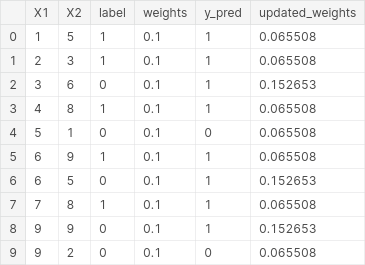 X1 X2 label weights y_pred updated_weights
0 1 5 1 0.1 1 0.065508
1 2 3 1 0.1 1 0.065508
2 3 6 0 0.1 1 0.152653
3 4 8 1 0.1 1 0.065508
4 5 1 0 0.1 0 0.065508
5 6 9 1 0.1 1 0.065508
6 6 5 0 0.1 1 0.152653
7 7 8 1 0.1 1 0.065508
8 9 9 0 0.1 1 0.152653
9 9 2 0 0.1 0 0.065508